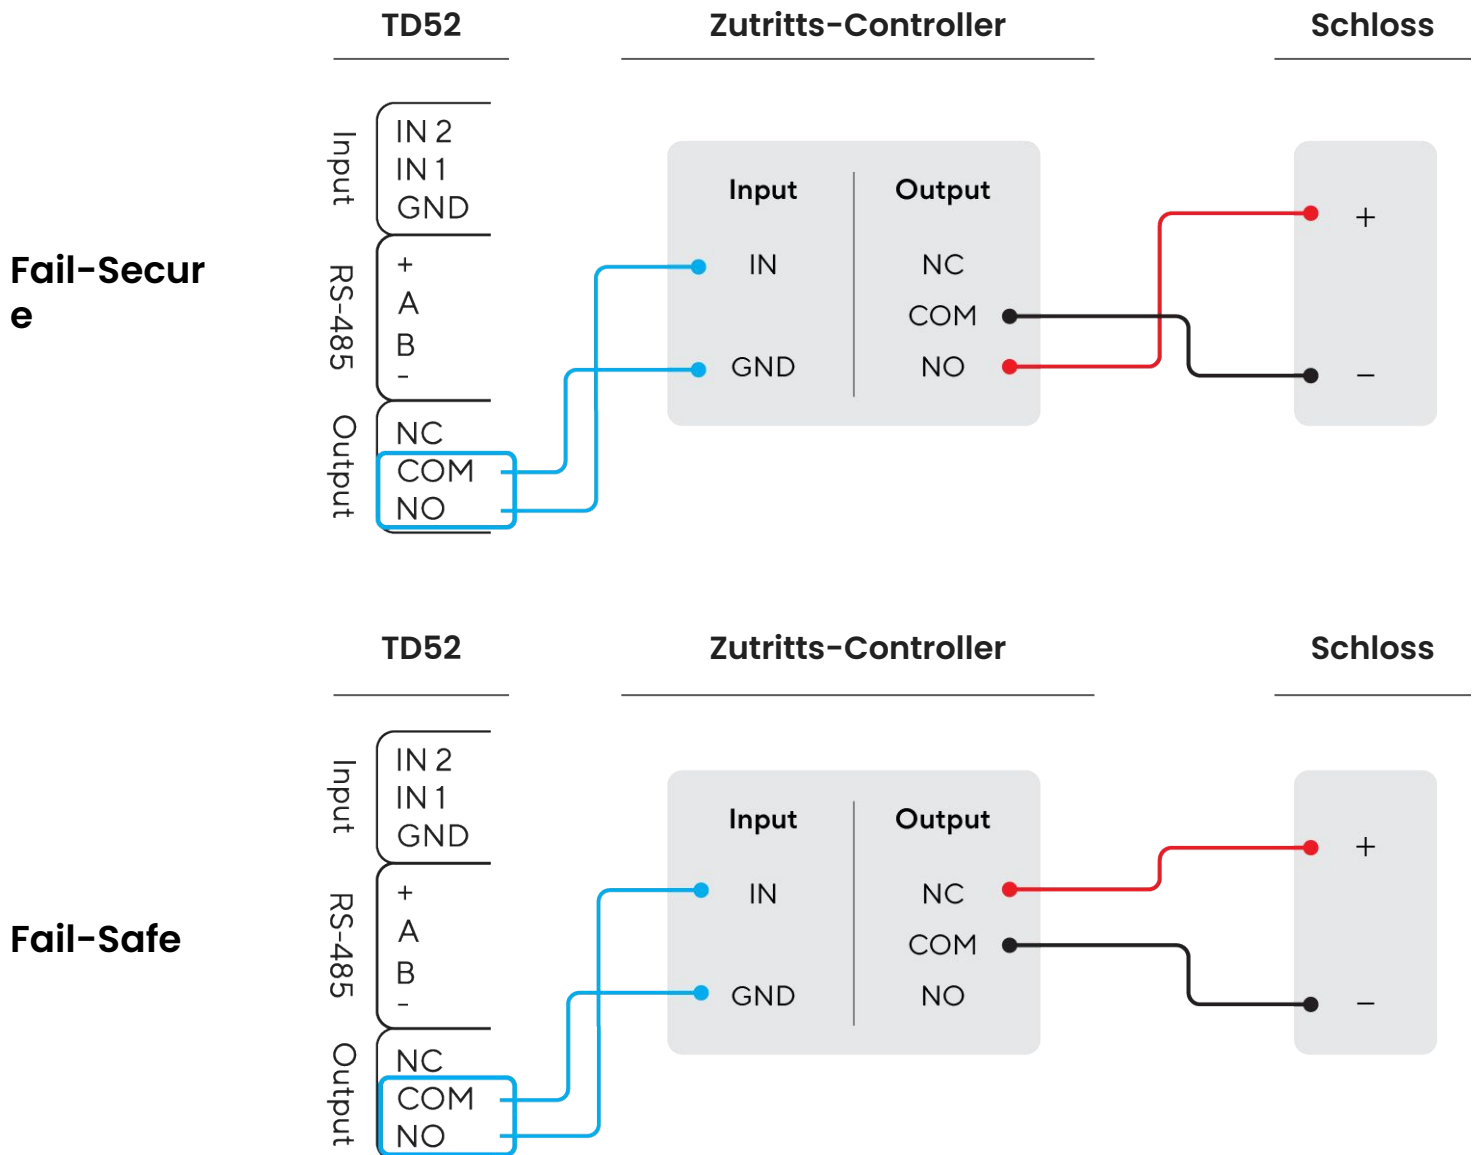 TD52 Zutritts-Controller Schloss
Input
IN 2
IN 1
GND
Fail-Secur
e
RS-485
+
A
B
-
Output
NC
COM
NO
Input Output
IN NC
COM
GND NO
+
−
TD52 Zutritts-Controller Schloss
Input
IN 2
IN 1
GND
Fail-Safe
RS-485
+
A
B
-
Output
NC
COM
NO
Input Output
IN NC
COM
GND NO
+
−